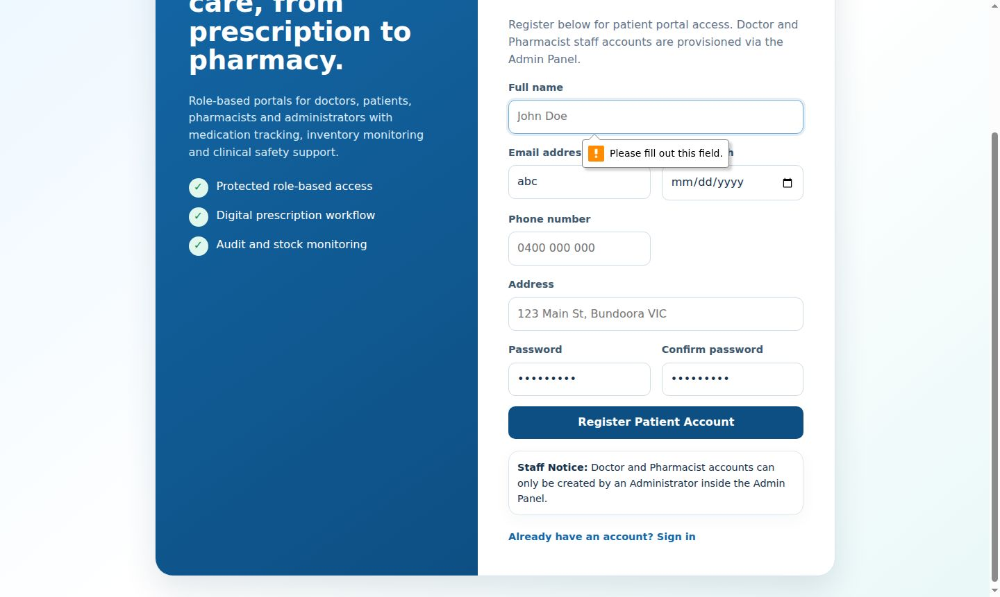 care, from
prescription to
pharmacy.
Role-based portals for doctors, patients,
pharmacists and administrators with
medication tracking, inventory monitoring
and clinical safety support.
✓ Protected role-based access
✓ Digital prescription workflow
✓ Audit and stock monitoring
Register below for patient portal access. Doctor and
Pharmacist staff accounts are provisioned via the
Admin Panel.
Full name
John Doe
Please fill out this field.
Email addres
h
abc
mm/dd/yyyy
Phone number
0400 000 000
Address
123 Main St, Bundoora VIC
Password
Confirm password
•••••••••
•••••••••
Register Patient Account
Staff Notice: Doctor and Pharmacist accounts can
only be created by an Administrator inside the Admin
Panel.
Already have an account? Sign in